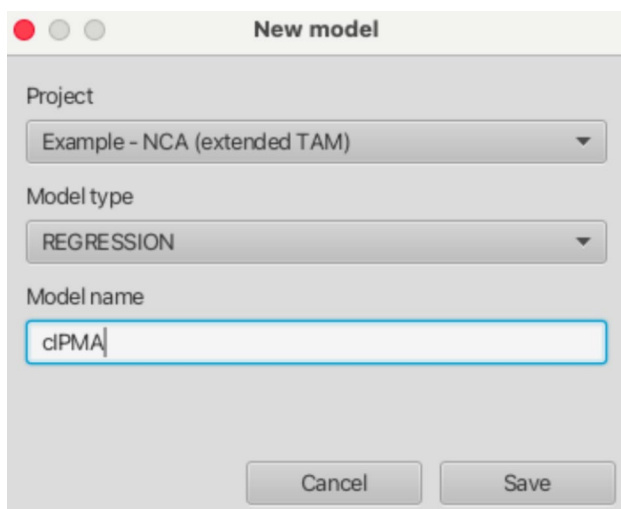 New model
Project
Example - NCA (extended TAM)
Model type
REGRESSION
Model name
cIPMA
Cancel
Save